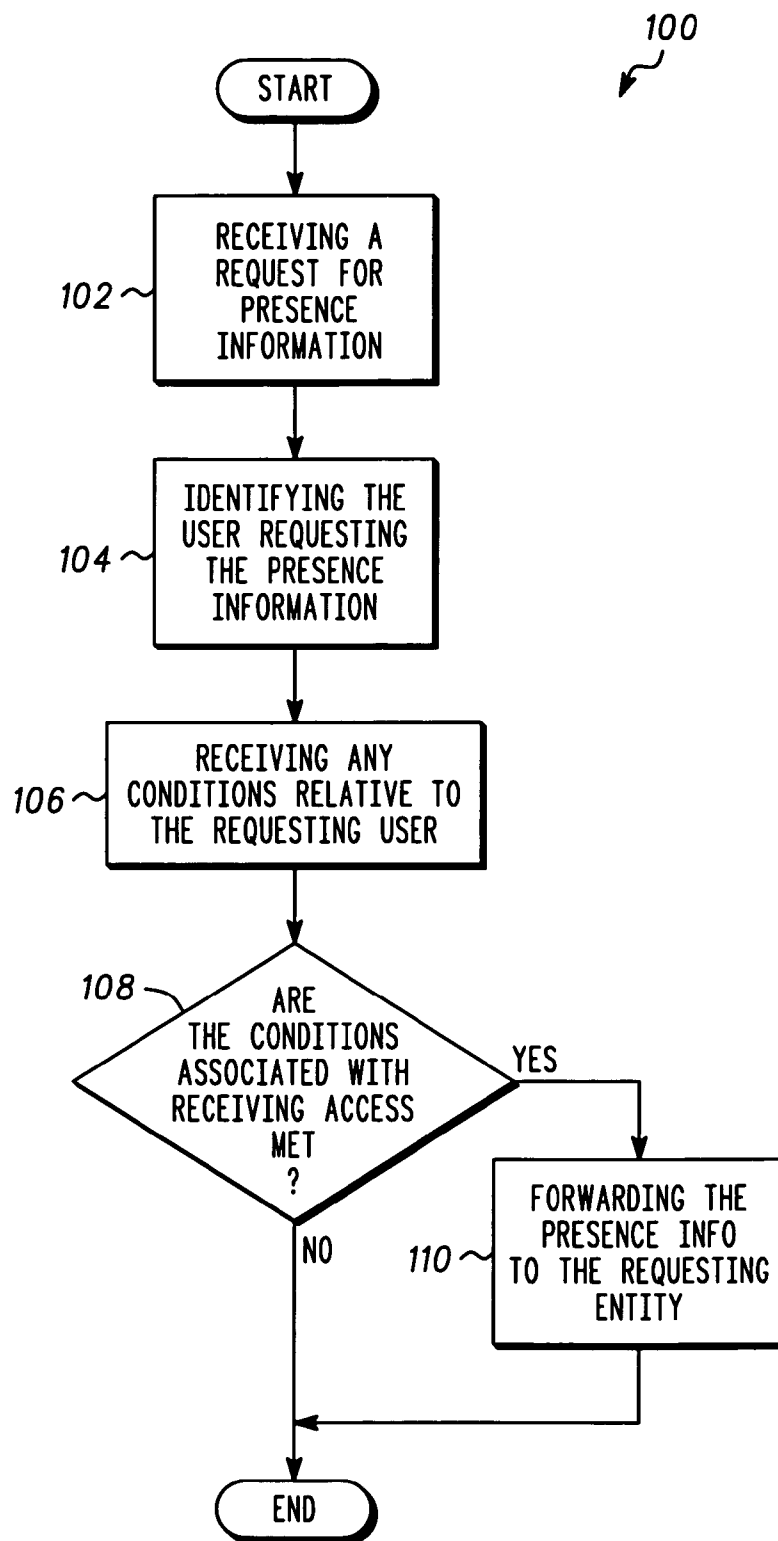 100
START
RECEIVING A
REQUEST FOR
PRESENCE
INFORMATION
102
IDENTIFYING THE
USER REQUESTING
THE PRESENCE
INFORMATION
104
RECEIVING ANY
CONDITIONS RELATIVE TO
THE REQUESTING USER
106
108
ARE
THE CONDITIONS
ASSOCIATED WITH
RECEIVING ACCESS
MET
?
YES
NO
FORWARDING THE
PRESENCE INFO
TO THE REQUESTING
ENTITY
110
END